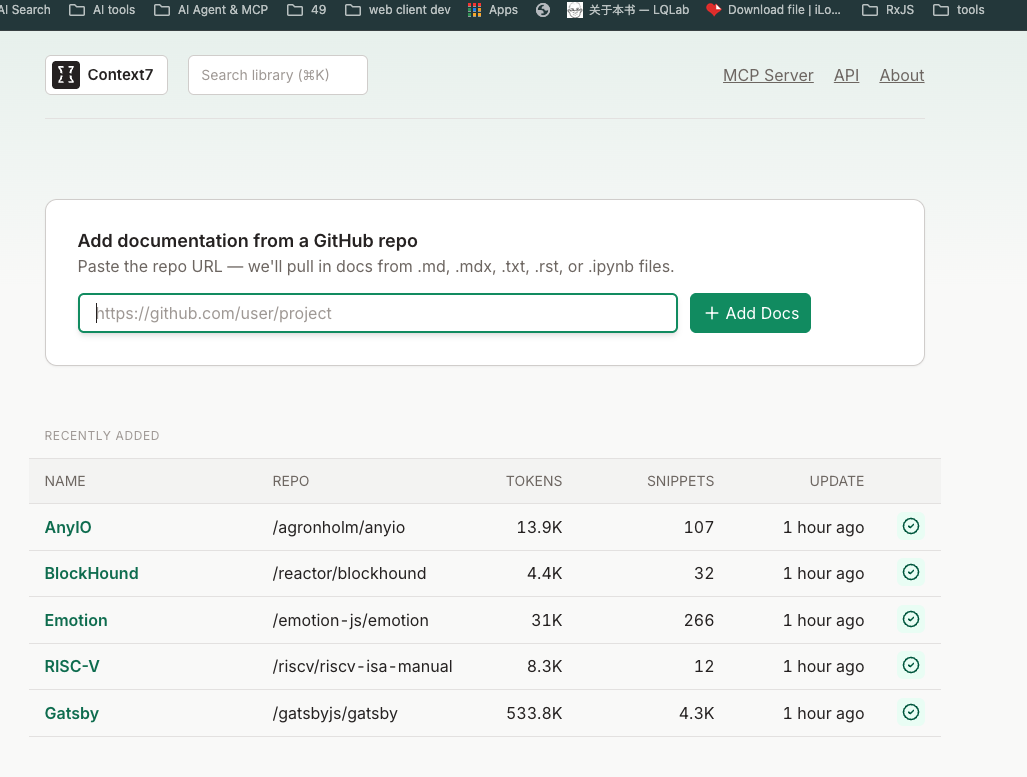 AI Search AI tools AI Agent & MCP 49 web client dev Apps 关于本书 — LQLab Download file | iLo... RxJS tools
Context7 Search library (⌘K) MCP Server API About
Add documentation from a GitHub repo
Paste the repo URL — we'll pull in docs from .md, .mdx, .txt, .rst, or .ipynb files.
https://github.com/user/project + Add Docs
RECENTLY ADDED
NAME REPO TOKENS SNIPPETS UPDATE
AnyIO /agronholm/anyio 13.9K 107 1 hour ago
BlockHound /reactor/blockhound 4.4K 32 1 hour ago
Emotion /emotion-js/emotion 31K 266 1 hour ago
RISC-V /riscv/riscv-isa-manual 8.3K 12 1 hour ago
Gatsby /gatsbyjs/gatsby 533.8K 4.3K 1 hour ago